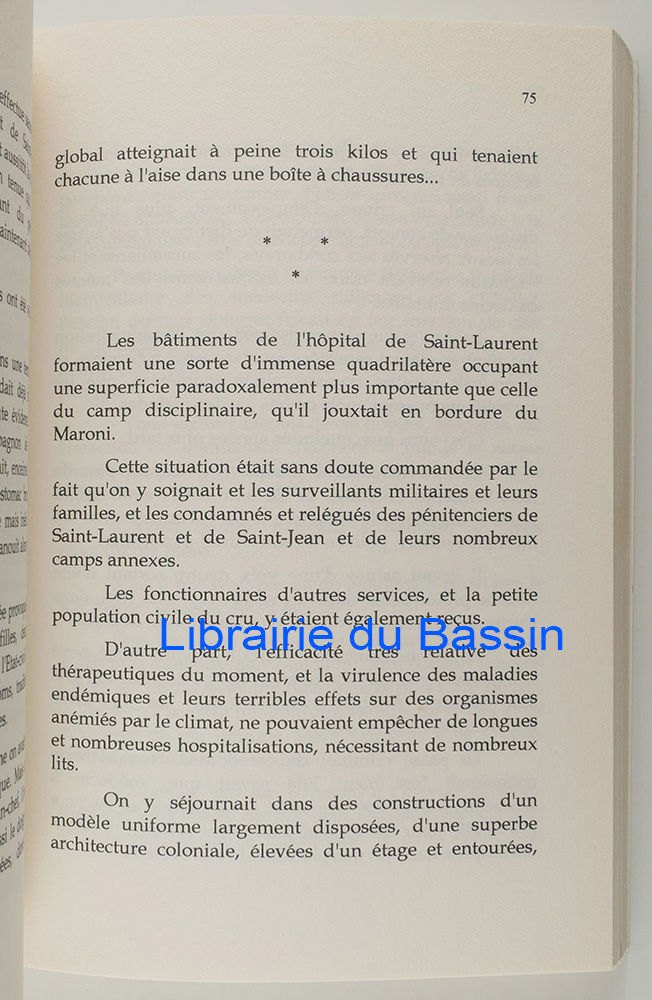 75
global atteignait à peine trois kilos et qui tenaient
chacune à l'aise dans une boîte à chaussures...
* *
*
Les bâtiments de l'hôpital de Saint-Laurent
formaient une sorte d'immense quadrilatère occupant
une superficie paradoxalement plus importante que celle
du camp disciplinaire, qu'il jouxtait en bordure du
Maroni.
Cette situation était sans doute commandée par le
fait qu'on y soignait et les surveillants militaires et leurs
familles, et les condamnés et relégués des pénitenciers de
Saint-Laurent et de Saint-Jean et de leurs nombreux
camps annexes.
Les fonctionnaires d'autres services, et la petite
population civile du cru, y étaient également reçus.
Librairie du Bassin
D'autre part, l'efficacité très relative des
thérapeutiques du moment, et la virulence des maladies
endémiques et leurs terribles effets sur des organismes
anémiés par le climat, ne pouvaient empêcher de longues
et nombreuses hospitalisations, nécessitant de nombreux
lits.
On y séjournait dans des constructions d'un
modèle uniforme largement disposées, d'une superbe
architecture coloniale, élevées d'un étage et entourées,